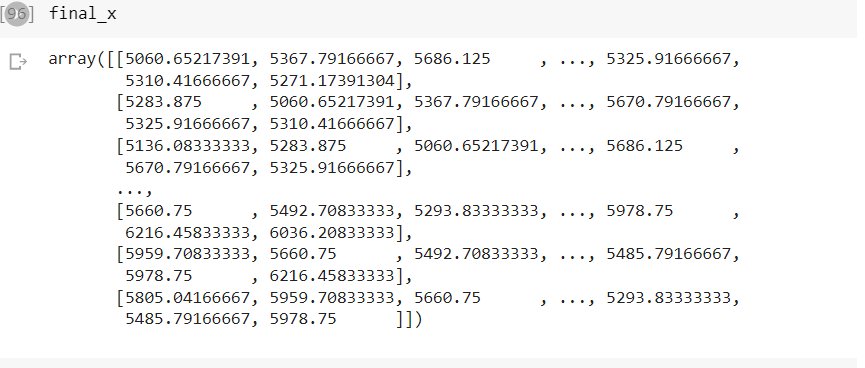 [96] final_x
array([[5060.65217391, 5367.79166667, 5686.125     , ..., 5325.91666667,
        5310.41666667, 5271.17391304],
       [5283.875     , 5060.65217391, 5367.79166667, ..., 5670.79166667,
        5325.91666667, 5310.41666667],
       [5136.08333333, 5283.875     , 5060.65217391, ..., 5686.125     ,
        5670.79166667, 5325.91666667],
       ...,
       [5660.75      , 5492.70833333, 5293.83333333, ..., 5978.75      ,
        6216.45833333, 6036.20833333],
       [5959.70833333, 5660.75      , 5492.70833333, ..., 5485.79166667,
        5978.75      , 6216.45833333],
       [5805.04166667, 5959.70833333, 5660.75      , ..., 5293.83333333,
        5485.79166667, 5978.75      ]])